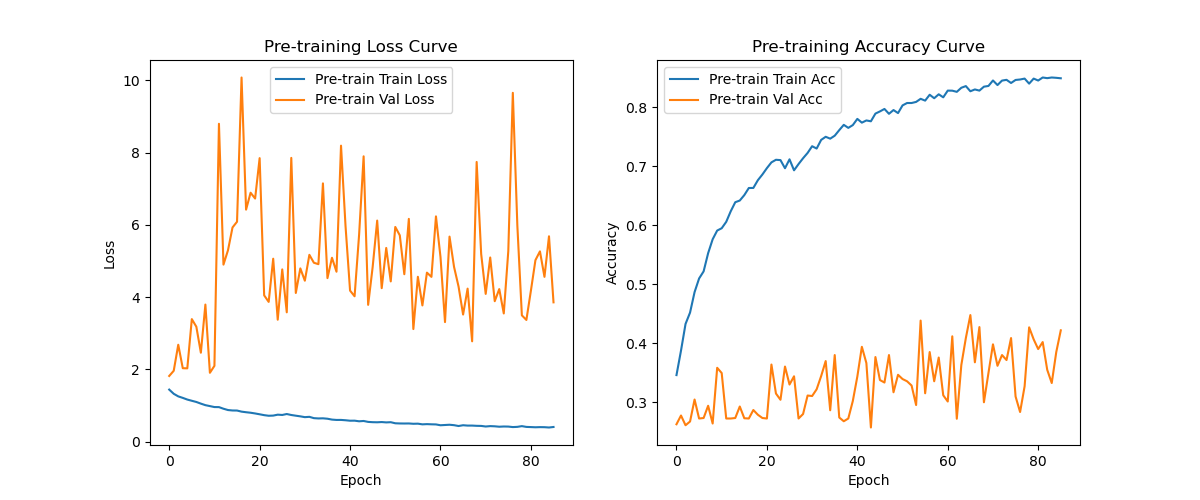 Pre-training Loss Curve
Pre-train Train Loss
Pre-train Val Loss
10
8
6
4
2
0
Loss
0 20 40 60 80
Epoch
Pre-training Accuracy Curve
Pre-train Train Acc
Pre-train Val Acc
0.8
0.7
0.6
0.5
0.4
0.3
Accuracy
0 20 40 60 80
Epoch